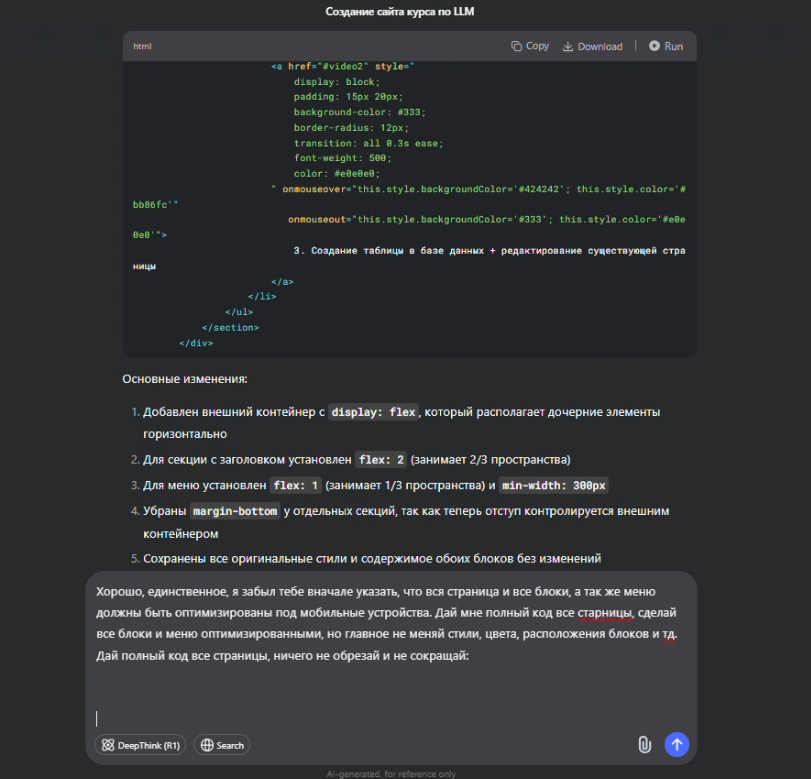 Создание сайта курса по LLM
html
Copy
Download
Run
<a href="#video2" style="
display: block;
padding: 15px 20px;
background-color: #333;
border-radius: 12px;
transition: all 0.3s ease;
font-weight: 500;
color: #e0e0e0;
" onmouseover="this.style.backgroundColor='#424242'; this.style.color='#
bb86fc'"
onmouseout="this.style.backgroundColor='#333'; this.style.color='#e0e
0e0'">
3. Создание таблицы в базе данных + редактирование существующей стра
ницы
</a>
</li>
</ul>
</section>
</div>
Основные изменения:
1. Добавлен внешний контейнер с display: flex, который располагает дочерние элементы
горизонтально
2. Для секции с заголовком установлен flex: 2 (занимает 2/3 пространства)
3. Для меню установлен flex: 1 (занимает 1/3 пространства) и min-width: 300px
4. Убраны margin-bottom у отдельных секций, так как теперь отступ контролируется внешним
контейнером
5. Сохранены все оригинальные стили и содержимое обоих блоков без изменений
Хорошо, единственное, я забыл тебе вначале указать, что вся страница и все блоки, а так же меню
должны быть оптимизированы под мобильные устройства. Дай мне полный код все старницы, сделай
все блоки и меню оптимизированными, но главное не меняй стили, цвета, расположения блоков и тд.
Дай полный код все страницы, ничего не обрезай и не сокращай:
DeepThink (R1)
Search
AI-generated, for reference only